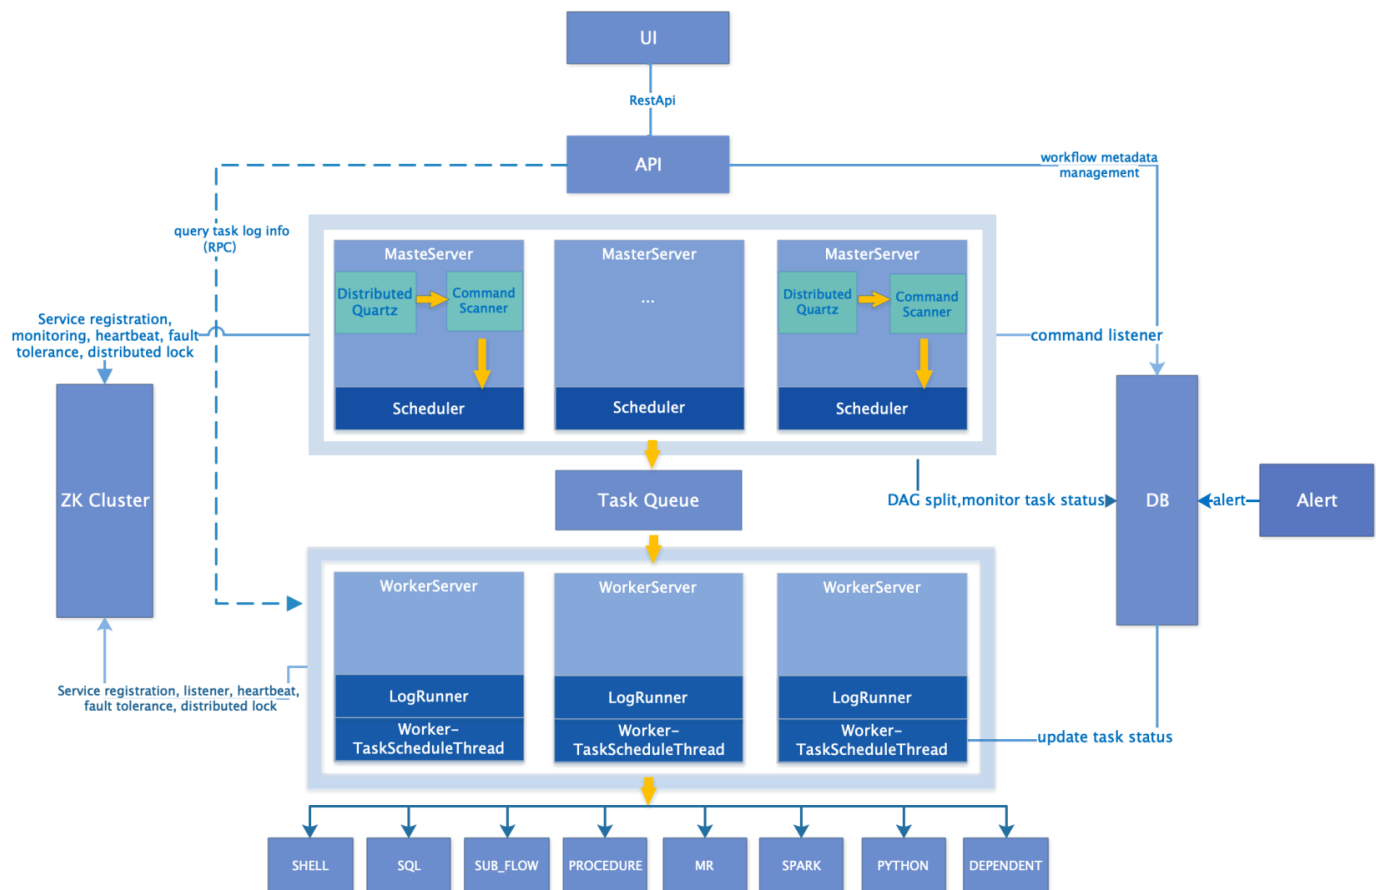 UI
RestApi
API
workflow metadata
management
query task log info
(RPC)
MasteServer
Distributed
Quartz
Command
Scanner
Scheduler
MasterServer
...
Scheduler
MasterServer
Distributed
Quartz
Command
Scanner
Scheduler
Service registration,
monitoring, heartbeat, fault
tolerance, distributed lock
command listener
ZK Cluster
Task Queue
DAG split,monitor task status
DB
alert
Alert
WorkerServer
LogRunner
Worker-
TaskScheduleThread
WorkerServer
LogRunner
Worker-
TaskScheduleThread
WorkerServer
LogRunner
Worker-
TaskScheduleThread
Service registration, listener, heartbeat,
fault tolerance, distributed lock
update task status
SHELL
SQL
SUB_FLOW
PROCEDURE
MR
SPARK
PYTHON
DEPENDENT